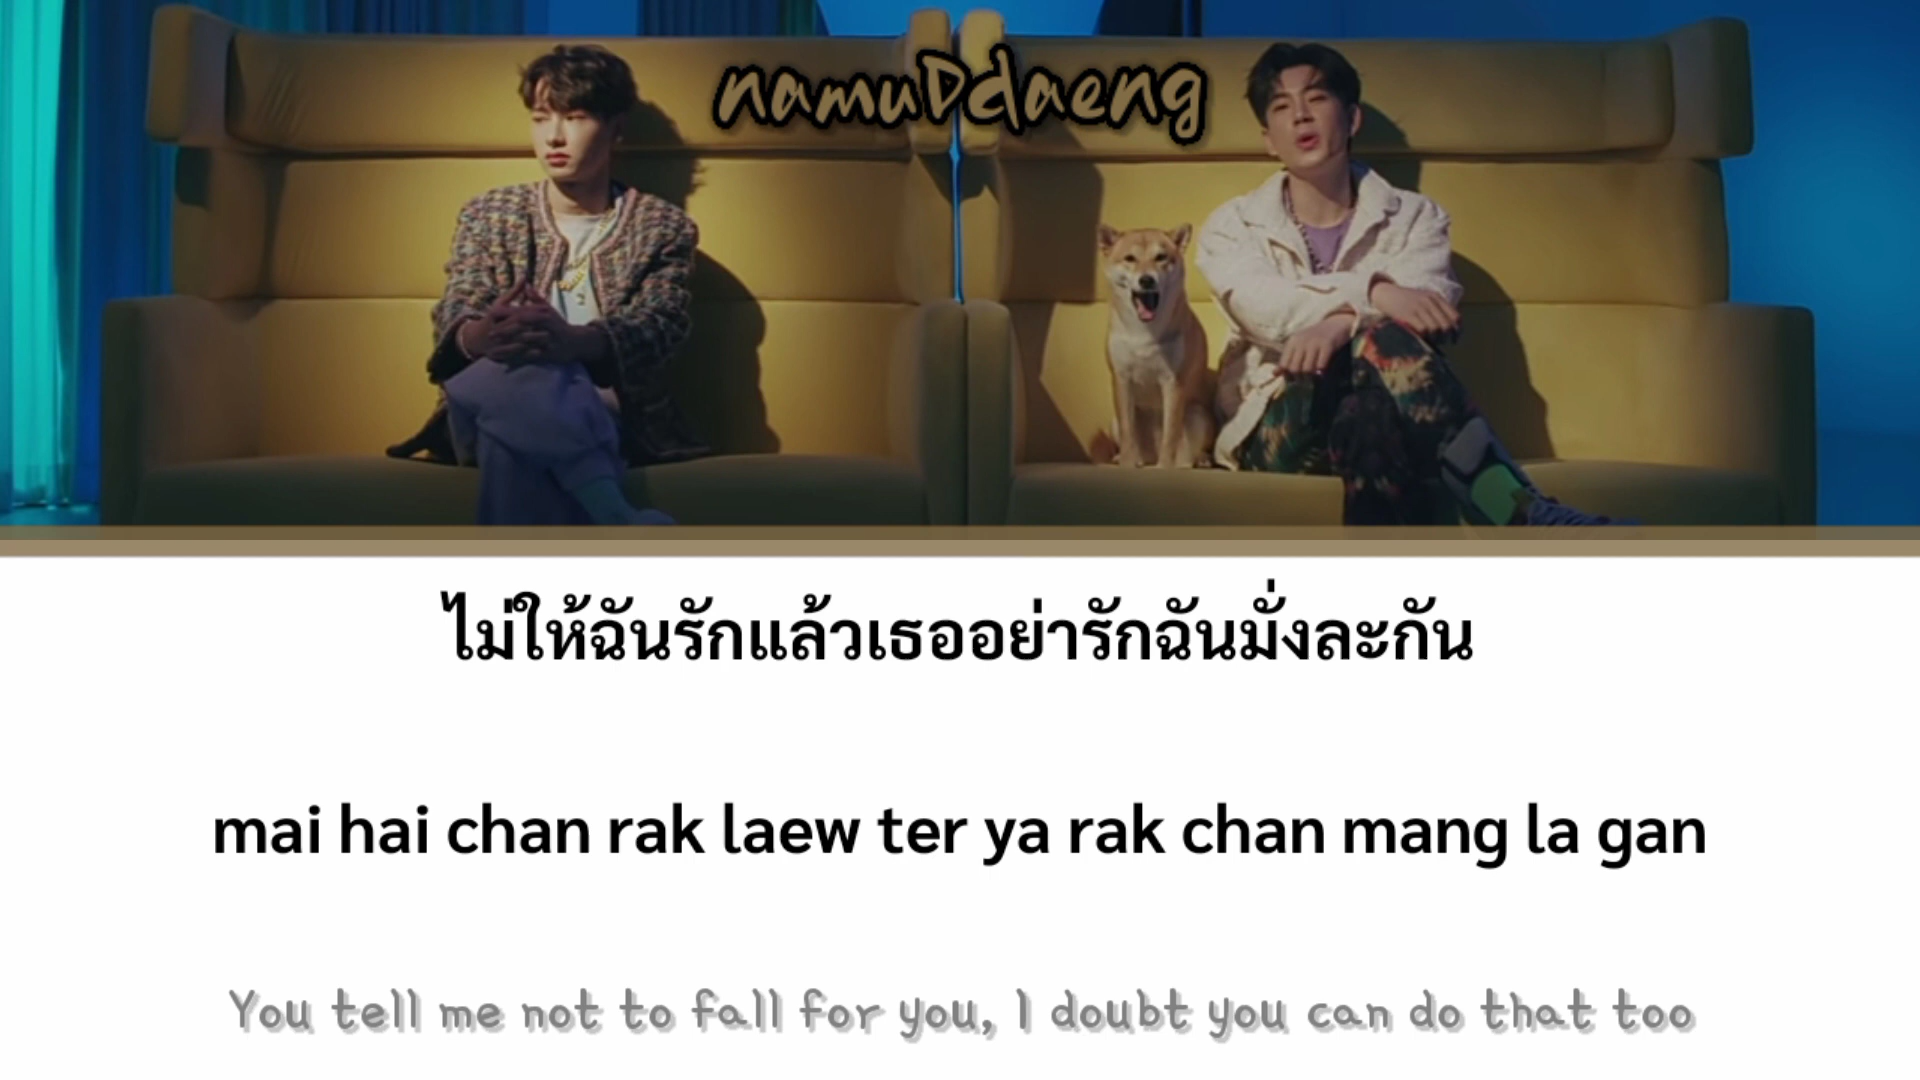 namuDdaeng
ไม่ให้ฉันรักแล้วเธออย่ารักฉันมั่งละกัน
mai hai chan rak laew ter ya rak chan mang la gan
You tell me not to fall for you, I doubt you can do that too